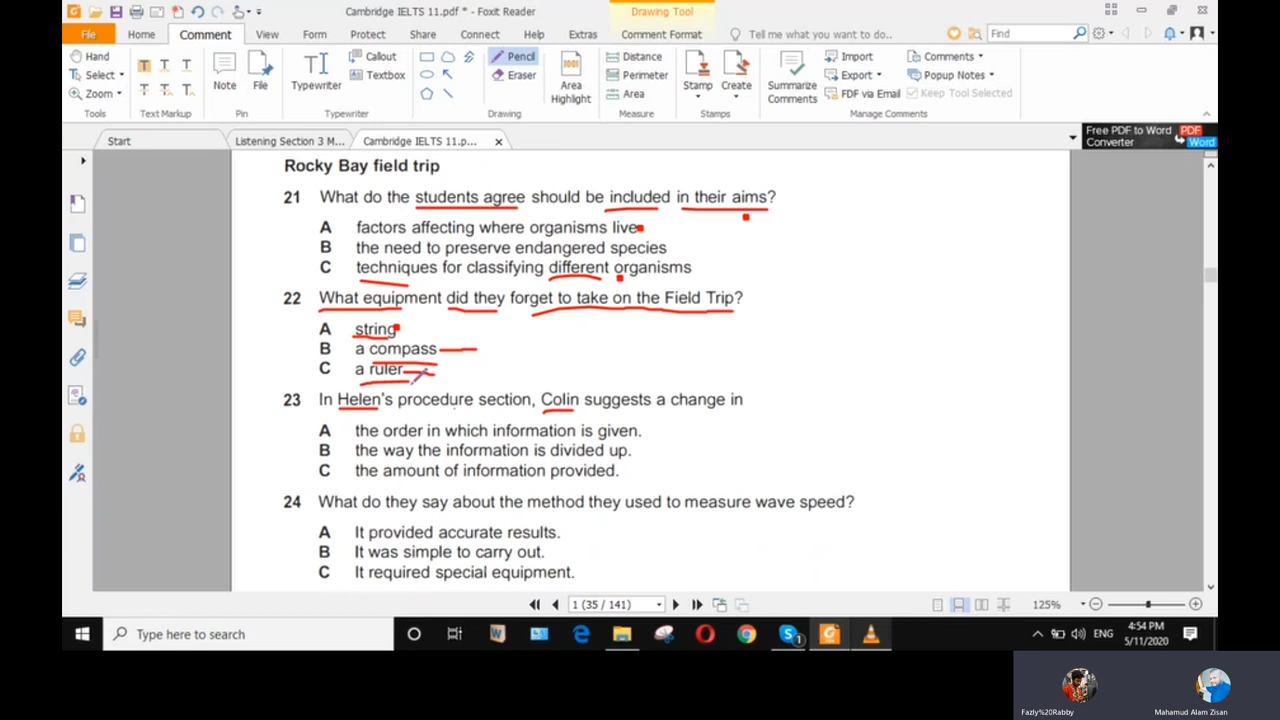 Cambridge IELTS 11.pdf * - Foxit Reader
Drawing Tool
File Home Comment View Form Protect Share Connect Help Extras Comment Format Tell me what you want to do.. Find
Hand
Select
Zoom
Tools
Text Markup
Note
File
Pin
Typewriter
Callout
Textbox
Typewriter
Pencil
Eraser
Drawing
Area Highlight
Distance
Perimeter
Area
Measure
Stamp
Create
Stamps
Summarize Comments
Import
Export
FDF via Email
Comments
Popup Notes
Keep Tool Selected
Manage Comments
Start
Listening Section 3 M...
Cambridge IELTS 11.p...
Free PDF to Word Converter
PDF
Word
Rocky Bay field trip
21 What do the students agree should be included in their aims?
A factors affecting where organisms live
B the need to preserve endangered species
C techniques for classifying different organisms
22 What equipment did they forget to take on the Field Trip?
A string
B a compass
C a ruler
23 In Helen's procedure section, Colin suggests a change in
A the order in which information is given.
B the way the information is divided up.
C the amount of information provided.
24 What do they say about the method they used to measure wave speed?
A It provided accurate results.
B It was simple to carry out.
C It required special equipment.
1 (35 / 141)
125%
Type here to search
1
ENG
4:54 PM
5/11/2020
Fazly%20Rabby
Mahamud Alam Zisan